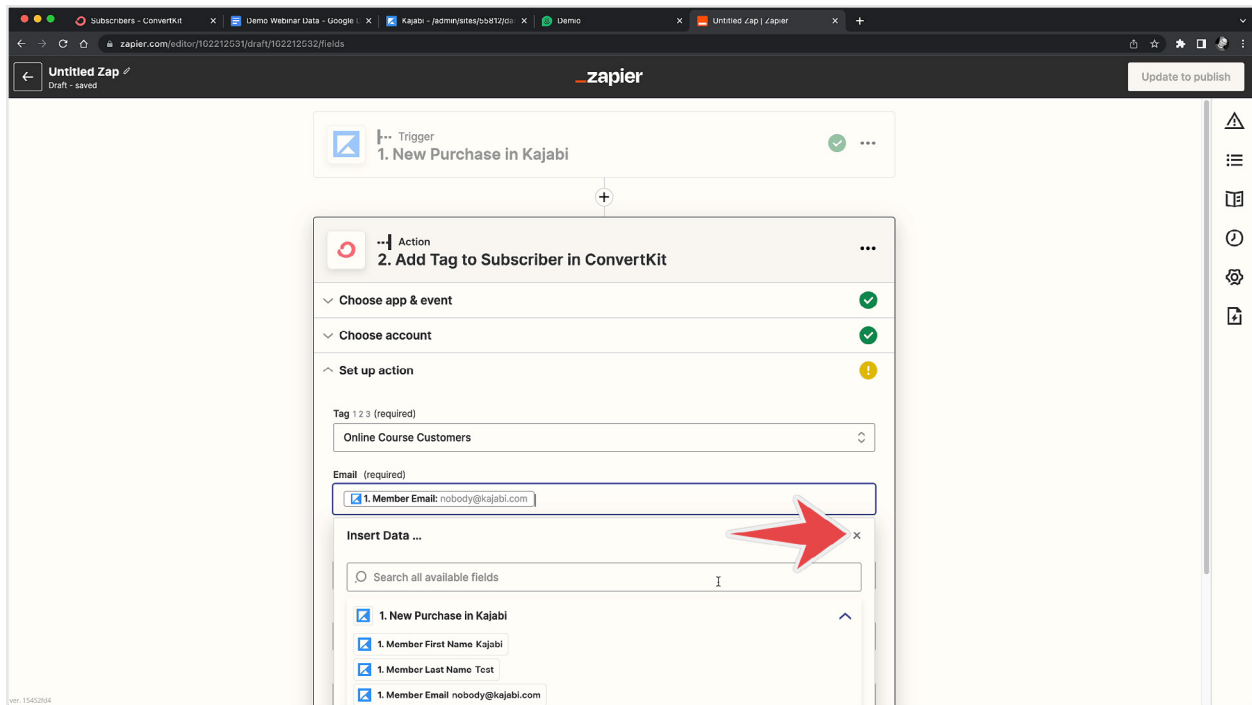 Subscribers - ConvertKit
Demo Webinar Data - Google
Kajabi - /admin/sites/55812/da
Demio
Untitled Zap | Zapier
zapier.com/editor/102212531/draft/102212532/fields
Untitled Zap
Draft - saved
_zapier
Update to publish
Trigger
1. New Purchase in Kajabi
Action
2. Add Tag to Subscriber in ConvertKit
Choose app & event
Choose account
Set up action
Tag 1 2 3 (required)
Online Course Customers
Email (required)
1. Member Email: nobody@kajabi.com
Insert Data ...
Search all available fields
1. New Purchase in Kajabi
1. Member First Name Kajabi
1. Member Last Name Test
1. Member Email nobody@kajabi.com
ver. 15452fd4